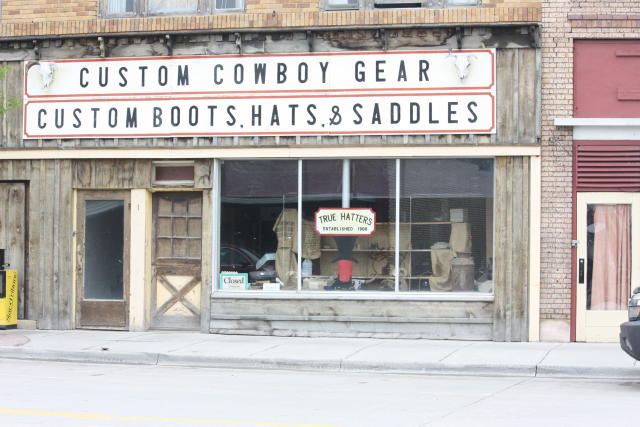 CUSTOM COWBOY GEAR
CUSTOM BOOTS, HATS, & SADDLES
TRUE HATTERS
ESTABLISHED 1908
Closed